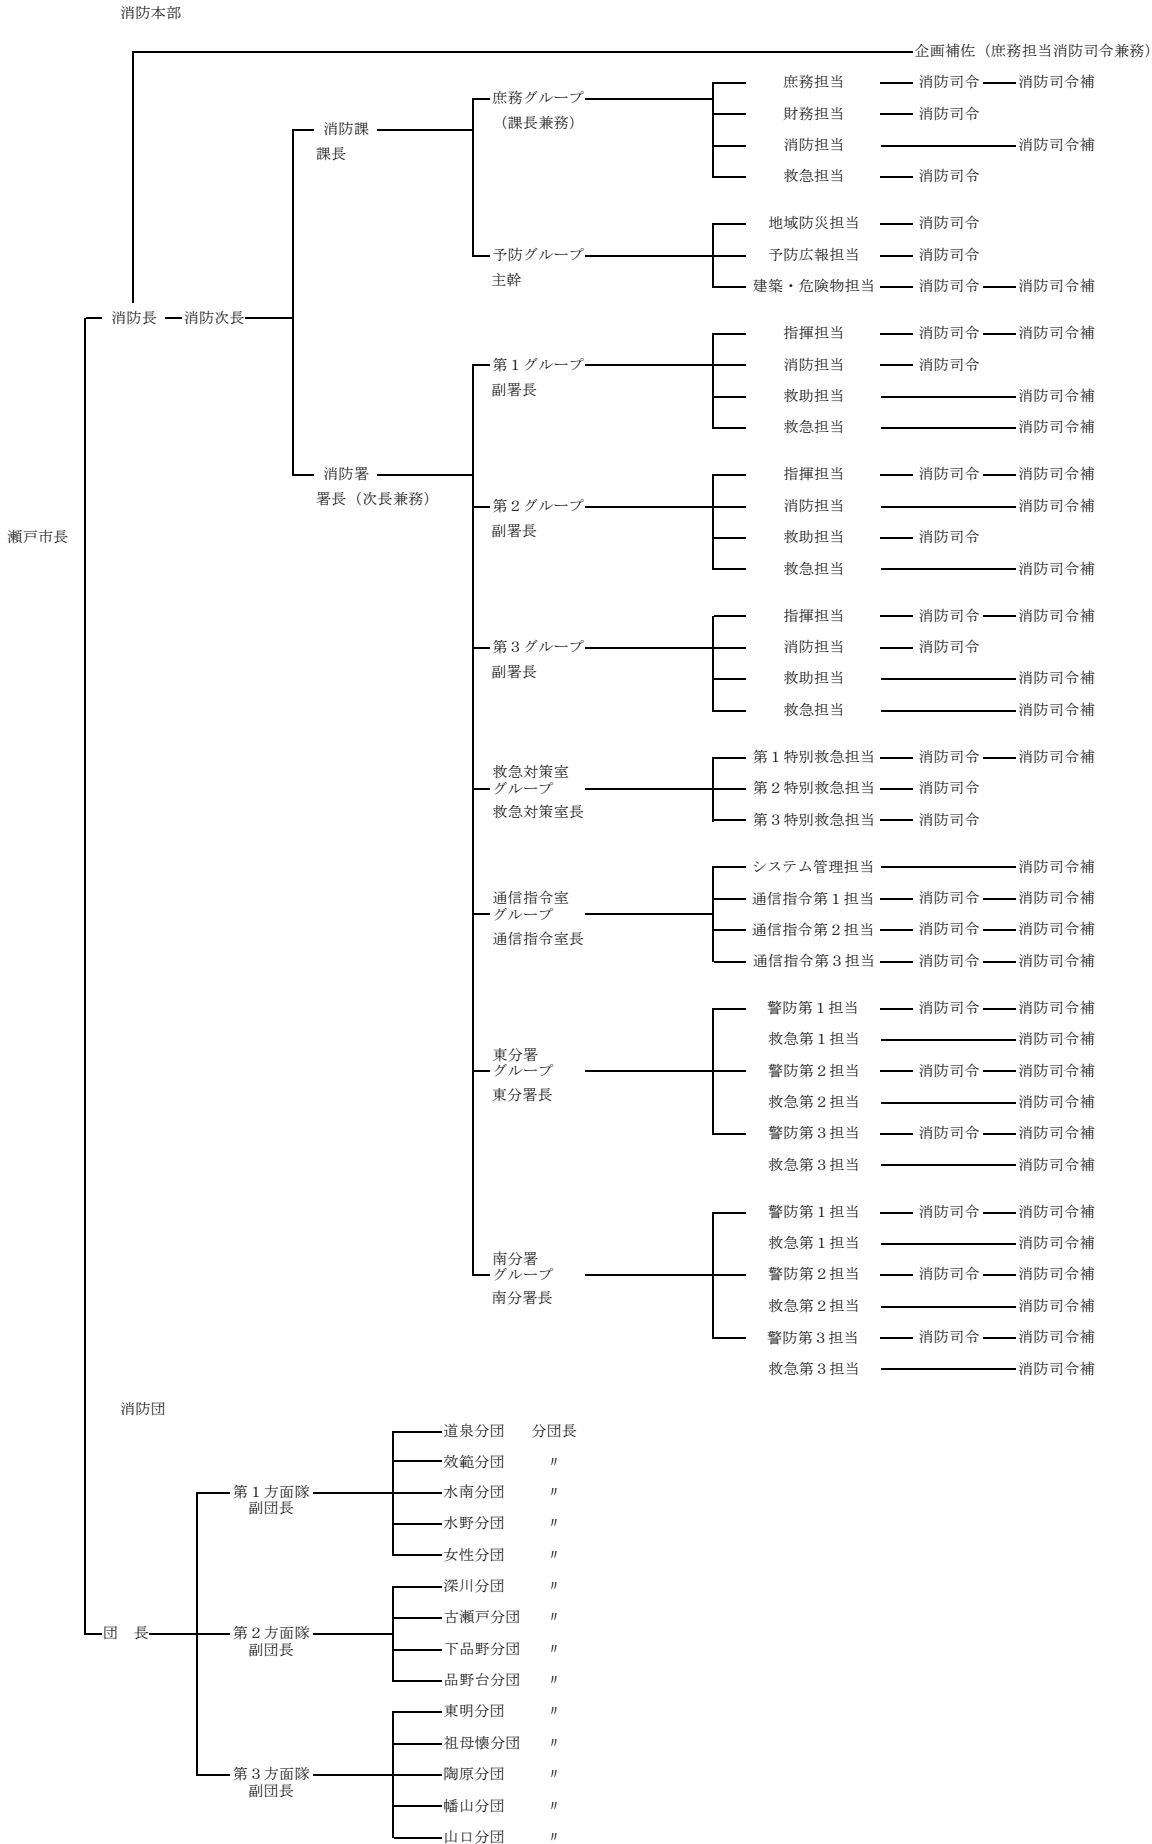 消防本部
企画補佐（庶務担当消防司令兼務）
庶務担当 消防司令 消防司令補
庶務グループ
（課長兼務）
財務担当 消防司令
消防課
課長
消防担当 消防司令補
救急担当 消防司令
地域防災担当 消防司令
予防グループ 予防広報担当 消防司令
主幹
建築・危険物担当 消防司令 消防司令補
消防長 消防次長
指揮担当 消防司令 消防司令補
第１グループ 消防担当 消防司令
副署長
救助担当 消防司令補
救急担当 消防司令補
消防署 指揮担当 消防司令 消防司令補
署長（次長兼務）
第２グループ 消防担当 消防司令補
副署長
瀬戸市長 救助担当 消防司令
救急担当 消防司令補
指揮担当 消防司令 消防司令補
第３グループ 消防担当 消防司令
副署長
救助担当 消防司令補
救急担当 消防司令補
第１特別救急担当 消防司令 消防司令補
救急対策室
グループ 第２特別救急担当 消防司令
救急対策室長
第３特別救急担当 消防司令
システム管理担当 消防司令補
通信指令室 通信指令第１担当 消防司令 消防司令補
グループ
通信指令第２担当 消防司令 消防司令補
通信指令室長
通信指令第３担当 消防司令 消防司令補
警防第１担当 消防司令 消防司令補
救急第１担当 消防司令補
東分署
グループ 警防第２担当 消防司令 消防司令補
東分署長
救急第２担当 消防司令補
警防第３担当 消防司令 消防司令補
救急第３担当 消防司令補
警防第１担当 消防司令 消防司令補
救急第１担当 消防司令補
南分署
グループ 警防第２担当 消防司令 消防司令補
南分署長
救急第２担当 消防司令補
警防第３担当 消防司令 消防司令補
救急第３担当 消防司令補
消防団
道泉分団 分団長
效範分団 〃
第１方面隊 水南分団 〃
副団長
水野分団 〃
女性分団 〃
深川分団 〃
古瀬戸分団 〃
団　長 第２方面隊
副団長 下品野分団 〃
品野台分団 〃
東明分団 〃
祖母懐分団 〃
第３方面隊 陶原分団 〃
副団長
幡山分団 〃
山口分団 〃